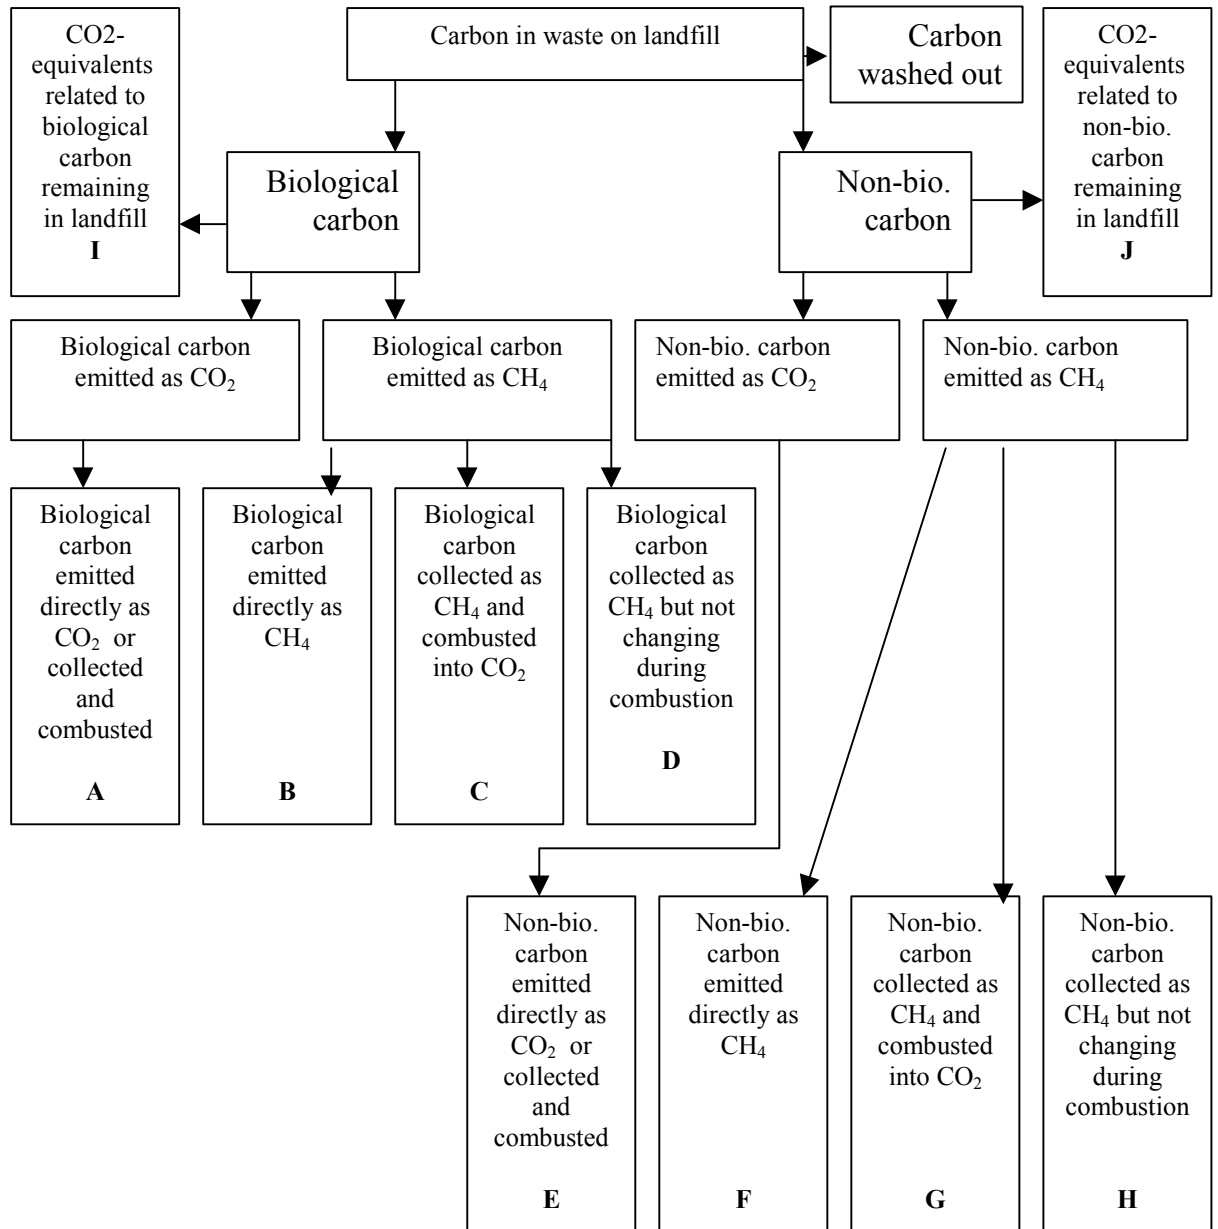 CO2-
equivalents
related to
biological
carbon
remaining
in landfill
I
Carbon in waste on landfill
Carbon
washed out
CO2-
equivalents
related to
non-bio.
carbon
remaining
in landfill
J
Biological
carbon
Non-bio.
carbon
Biological carbon
emitted as CO₂
Biological carbon
emitted as CH₄
Non-bio. carbon
emitted as CO₂
Non-bio. carbon
emitted as CH₄
Biological
carbon
emitted
directly as
CO₂ or
collected
and
combusted
A
Biological
carbon
emitted
directly as
CH₄
B
Biological
carbon
collected as
CH₄ and
combusted
into CO₂
C
Biological
carbon
collected as
CH₄ but not
changing
during
combustion
D
Non-bio.
carbon
emitted
directly as
CO₂ or
collected
and
combusted
E
Non-bio.
carbon
emitted
directly as
CH₄
F
Non-bio.
carbon
collected as
CH₄ and
combusted
into CO₂
G
Non-bio.
carbon
collected as
CH₄ but not
changing
during
combustion
H